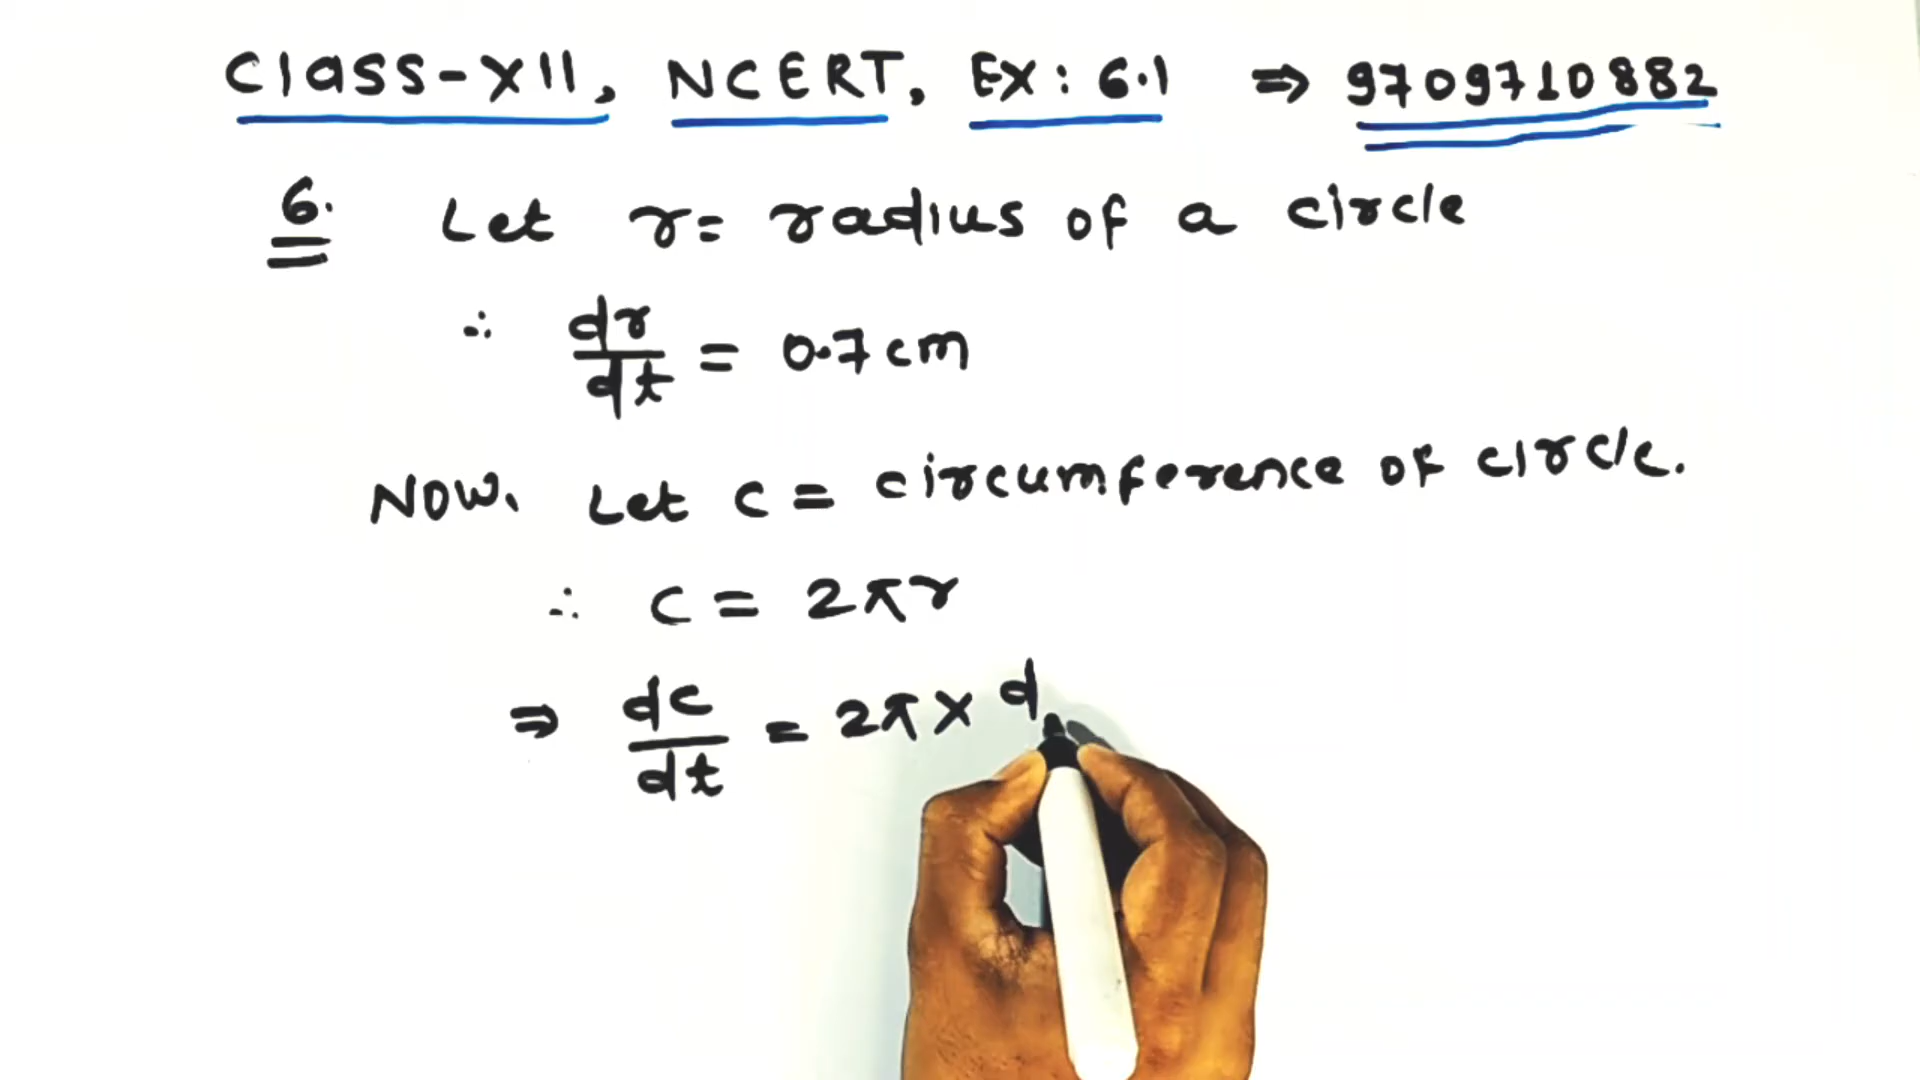 Class-XII, NCERT, EX: 6.1 ⇒ 9709710882
6. Let r = radius of a circle
∴ dr/dt = 0.7 cm
Now, Let c = circumference of circle.
∴ c = 2πr
⇒ dc/dt = 2π × d